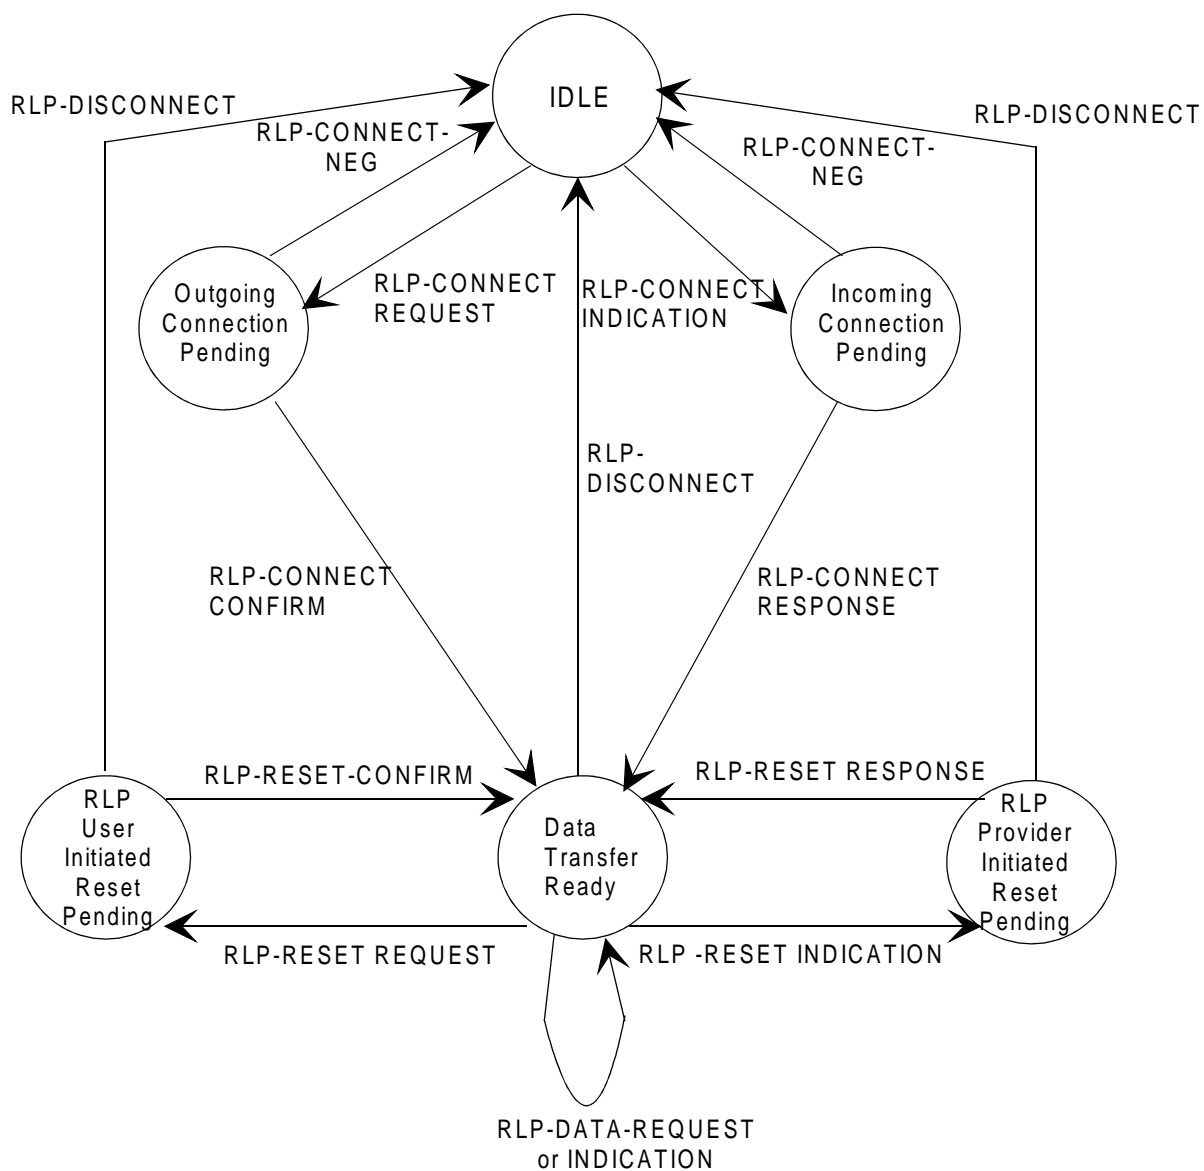 IDLE
RLP-DISCONNECT
RLP-CONNECT-
NEG
RLP-CONNECT-
NEG
RLP-DISCONNECT
Outgoing
Connection
Pending
RLP-CONNECT
REQUEST
RLP-CONNECT
INDICATION
Incoming
Connection
Pending
RLP-
DISCONNECT
RLP-CONNECT
CONFIRM
RLP-CONNECT
RESPONSE
RLP-RESET-CONFIRM
RLP-RESET RESPONSE
RLP
User
Initiated
Reset
Pending
Data
Transfer
Ready
RLP
Provider
Initiated
Reset
Pending
RLP-RESET REQUEST
RLP -RESET INDICATION
RLP-DATA-REQUEST
or INDICATION